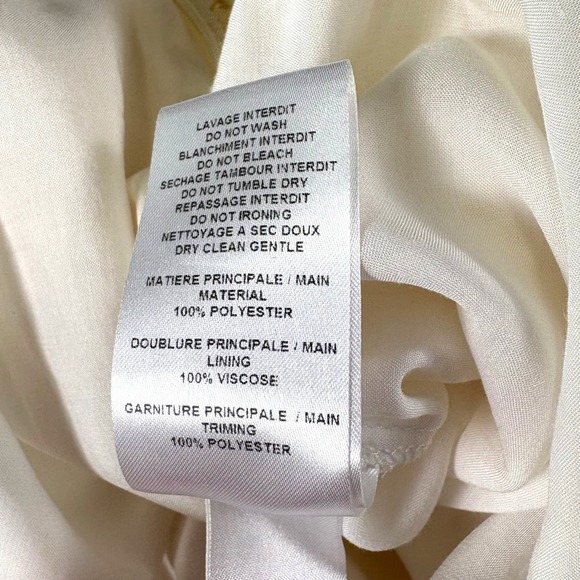 LAVAGE INTERDIT
DO NOT WASH
BLANCHIMENT INTERDIT
DO NOT BLEACH
SECHAGE TAMBOUR INTERDIT
DO NOT TUMBLE DRY
REPASSAGE INTERDIT
DO NOT IRONING
NETTOYAGE A SEC DOUX
DRY CLEAN GENTLE
MATIERE PRINCIPALE / MAIN
MATERIAL
100% POLYESTER
DOUBLURE PRINCIPALE / MAIN
LINING
100% VISCOSE
GARNITURE PRINCIPALE / MAIN
TRIMING
100% POLYESTER